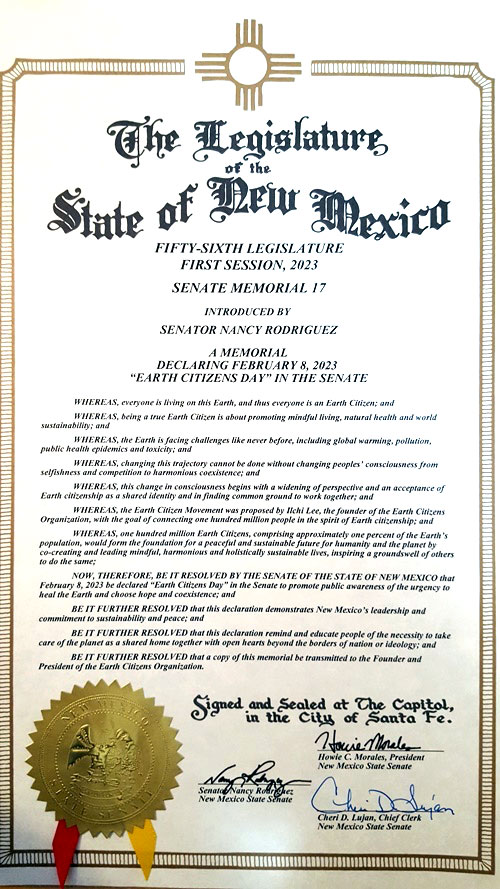 The Legislature
of the
State of New Mexico
FIFTY-SIXTH LEGISLATURE
FIRST SESSION, 2023
SENATE MEMORIAL 17
INTRODUCED BY
SENATOR NANCY RODRIGUEZ
A MEMORIAL
DECLARING FEBRUARY 8, 2023
“EARTH CITIZENS DAY” IN THE SENATE
WHEREAS, everyone is living on this Earth, and thus everyone is an Earth Citizen; and
WHEREAS, being a true Earth Citizen is about promoting mindful living, natural health and world
sustainability; and
WHEREAS, the Earth is facing challenges like never before, including global warming, pollution,
public health epidemics and toxicity; and
WHEREAS, changing this trajectory cannot be done without changing peoples' consciousness from
selfishness and competition to harmonious coexistence; and
WHEREAS, this change in consciousness begins with a widening of perspective and an acceptance of
Earth citizenship as a shared identity and in finding common ground to work together; and
WHEREAS, the Earth Citizen Movement was proposed by Ilchi Lee, the founder of the Earth Citizens
Organization, with the goal of connecting one hundred million people in the spirit of Earth citizenship; and
WHEREAS, one hundred million Earth Citizens, comprising approximately one percent of the Earth's
population, would form the foundation for a peaceful and sustainable future for humanity and the planet by
co-creating and leading mindful, harmonious and holistically sustainable lives, inspiring a groundswell of others
to do the same;
NOW, THEREFORE, BE IT RESOLVED BY THE SENATE OF THE STATE OF NEW MEXICO that
February 8, 2023 be declared “Earth Citizens Day” in the Senate to promote public awareness of the urgency to
heal the Earth and choose hope and coexistence; and
BE IT FURTHER RESOLVED that this declaration demonstrates New Mexico's leadership and
commitment to sustainability and peace; and
BE IT FURTHER RESOLVED that this declaration remind and educate people of the necessity to take
care of the planet as a shared home together with open hearts beyond the borders of nation or ideology; and
BE IT FURTHER RESOLVED that a copy of this memorial be transmitted to the Founder and
President of the Earth Citizens Organization.
Signed and Sealed at The Capitol,
in the City of Santa Fe.
Howie Morales
Howie C. Morales, President
New Mexico State Senate
Senator Nancy Rodriguez
New Mexico State Senate
Cheri D. Lujan
Cheri D. Lujan, Chief Clerk
New Mexico State Senate
NEW MEXICO
STATE SENATE